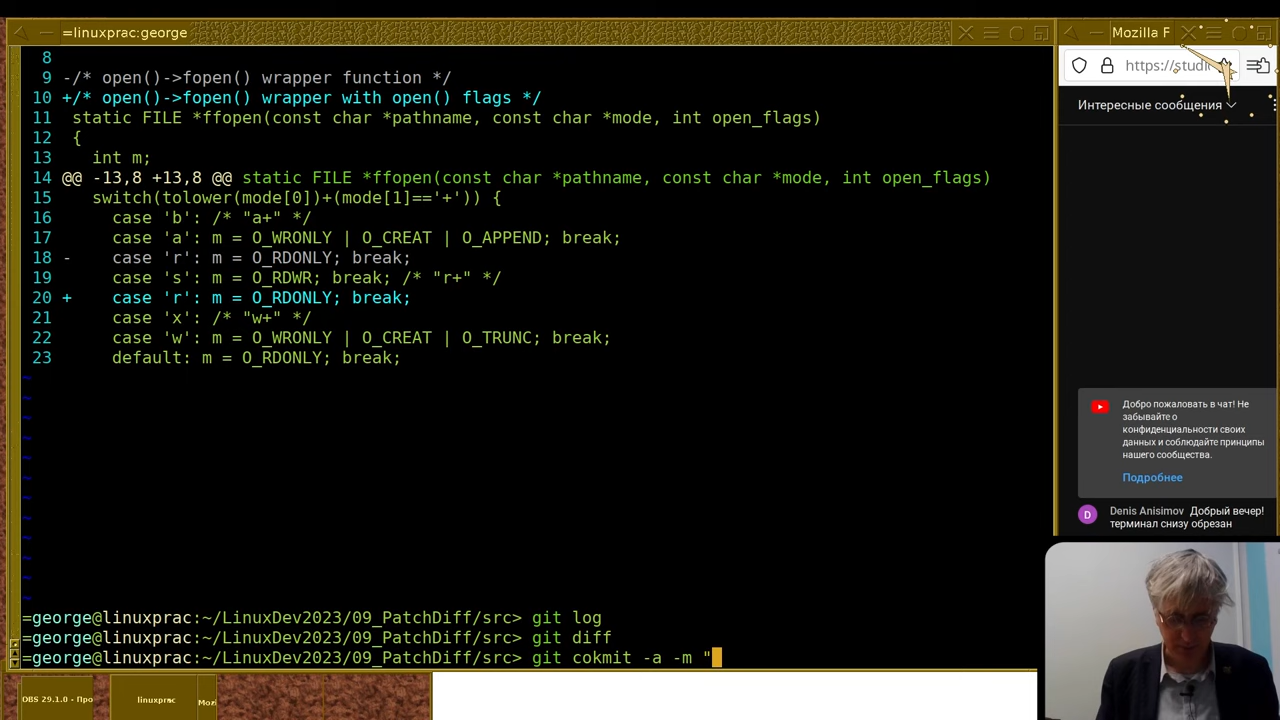 =linuxprac:george
8
9 -/* open()->fopen() wrapper function */
10 +/* open()->fopen() wrapper with open() flags */
11 static FILE *ffopen(const char *pathname, const char *mode, int open_flags)
12 {
13 int m;
14 @@ -13,8 +13,8 @@ static FILE *ffopen(const char *pathname, const char *mode, int open_flags)
15 switch(tolower(mode[0])+(mode[1]=='+')) {
16 case 'b': /* "a+" */
17 case 'a': m = O_WRONLY | O_CREAT | O_APPEND; break;
18 - case 'r': m = O_RDONLY; break;
19 case 's': m = O_RDWR; break; /* "r+" */
20 + case 'r': m = O_RDONLY; break;
21 case 'x': /* "w+" */
22 case 'w': m = O_WRONLY | O_CREAT | O_TRUNC; break;
23 default: m = O_RDONLY; break;
~
~
~
~
~
~
~
~
~
~
~
~
=george@linuxprac:~/LinuxDev2023/09_PatchDiff/src> git log
=george@linuxprac:~/LinuxDev2023/09_PatchDiff/src> git diff
=george@linuxprac:~/LinuxDev2023/09_PatchDiff/src> git cokmit -a -m "
Mozilla F
https://studi
Интересные сообщения
Добро пожаловать в чат! Не
забывайте о
конфиденциальности своих
данных и соблюдайте принципы
нашего сообщества.
Подробнее
D
Denis Anisimov Добрый вечер!
терминал снизу обрезан
OBS 29.1.0 - Про
linuxprac
Mozi